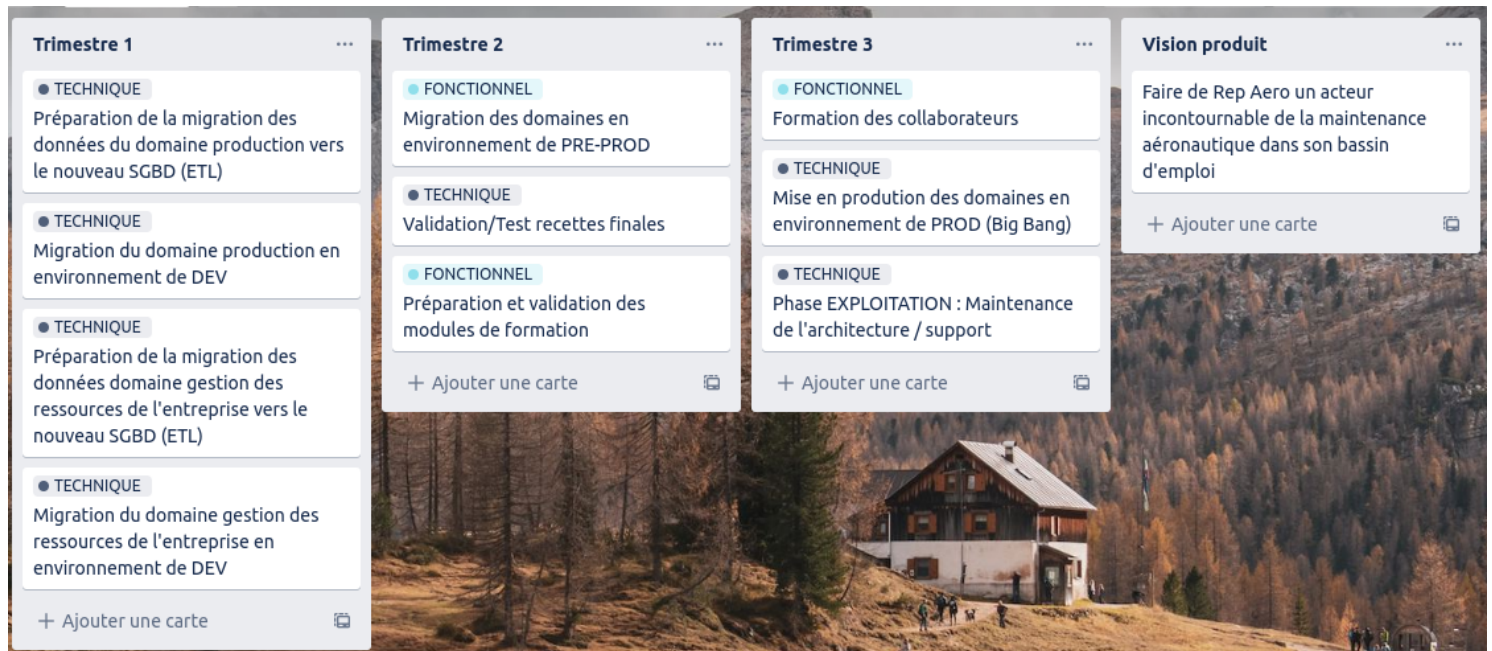 Trimestre 1
TECHNIQUE
Préparation de la migration des
données du domaine production vers
le nouveau SGBD (ETL)
TECHNIQUE
Migration du domaine production en
environnement de DEV
TECHNIQUE
Préparation de la migration des
données domaine gestion des
ressources de l'entreprise vers le
nouveau SGBD (ETL)
TECHNIQUE
Migration du domaine gestion des
ressources de l'entreprise en
environnement de DEV
+ Ajouter une carte
Trimestre 2
FONCTIONNEL
Migration des domaines en
environnement de PRE-PROD
TECHNIQUE
Validation/Test recettes finales
FONCTIONNEL
Préparation et validation des
modules de formation
+ Ajouter une carte
Trimestre 3
FONCTIONNEL
Formation des collaborateurs
TECHNIQUE
Mise en prodution des domaines en
environnement de PROD (Big Bang)
TECHNIQUE
Phase EXPLOITATION : Maintenance
de l'architecture / support
+ Ajouter une carte
Vision produit
Faire de Rep Aero un acteur
incontournable de la maintenance
aéronautique dans son bassin
d'emploi
+ Ajouter une carte